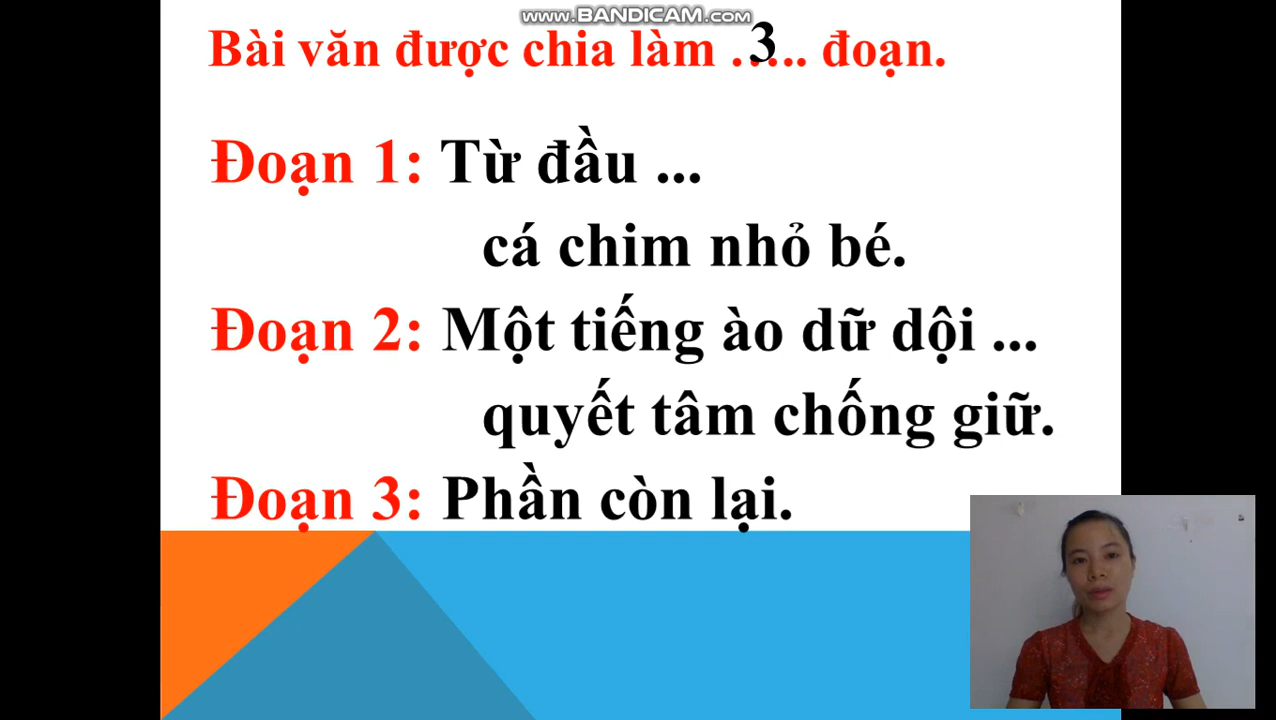 www.BANDICAM.com
Bài văn được chia làm .3.. đoạn.
Đoạn 1: Từ đầu ...
cá chim nhỏ bé.
Đoạn 2: Một tiếng ào dữ dội ...
quyết tâm chống giữ.
Đoạn 3: Phần còn lại.